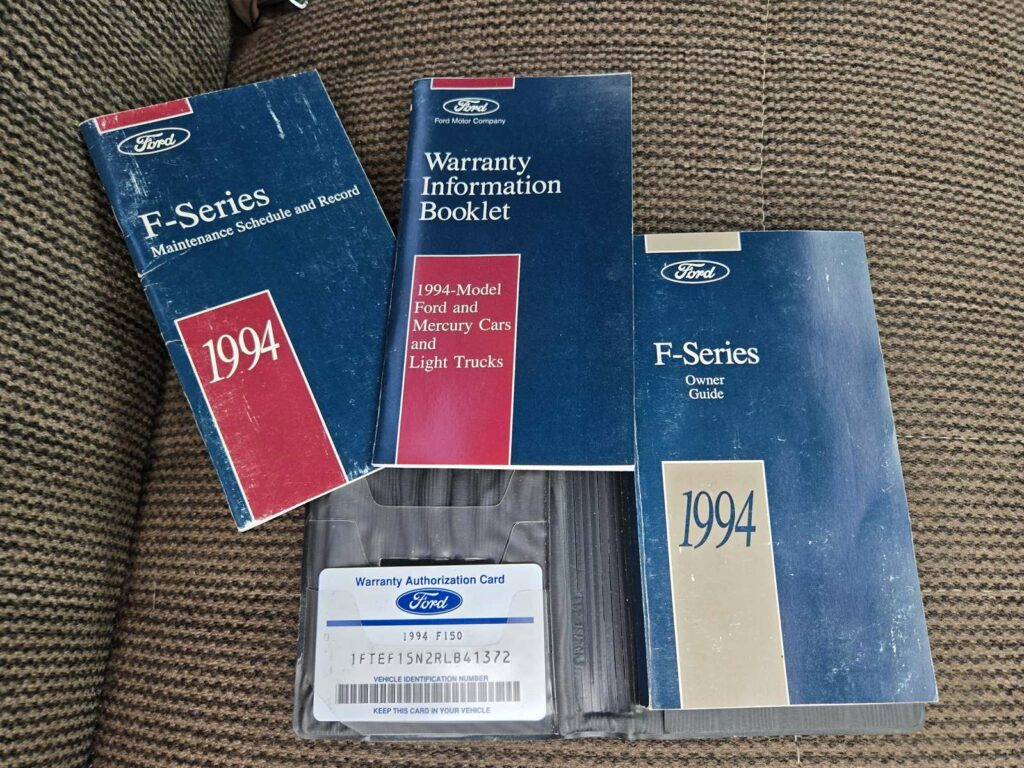 Ford
F-Series
Maintenance Schedule and Record
1994
Ford
Ford Motor Company
Warranty
Information
Booklet
1994-Model
Ford and
Mercury Cars
and
Light Trucks
Ford
F-Series
Owner
Guide
1994
Warranty Authorization Card
Ford
1994 F150
1FTEF15N2RLB41372
VEHICLE IDENTIFICATION NUMBER
KEEP THIS CARD IN YOUR VEHICLE